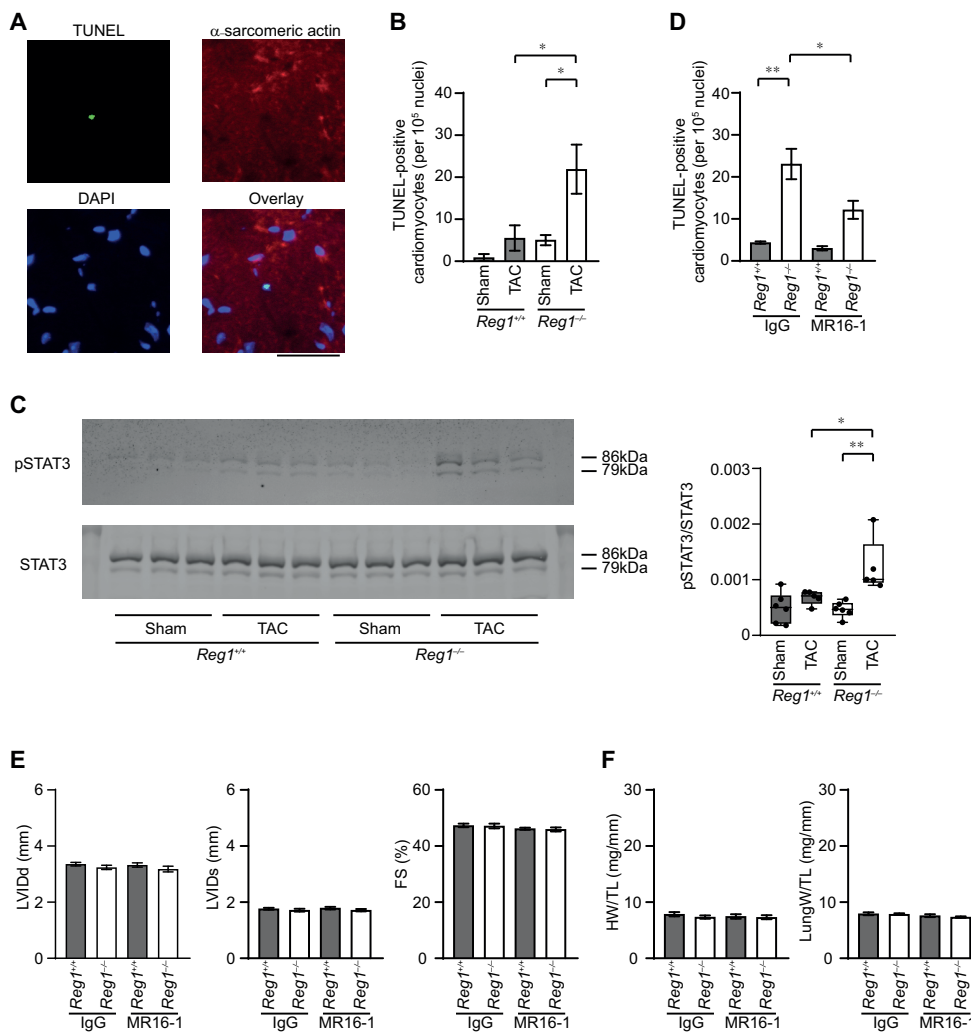 A
TUNEL
α-sarcomeric actin
DAPI
Overlay
B
TUNEL-positive
cardiomyocytes (per 10⁵ nuclei)
40
30
20
10
0
*
*
Sham
TAC
Sham
TAC
Reg1+/+
Reg1–/–
D
TUNEL-positive
cardiomyocytes (per 10⁵ nuclei)
40
30
20
10
0
**
*
Reg1+/+
Reg1–/–
Reg1+/+
Reg1–/–
IgG
MR16-1
C
pSTAT3
86kDa
79kDa
STAT3
86kDa
79kDa
Sham
TAC
Sham
TAC
Reg1+/+
Reg1–/–
pSTAT3/STAT3
0.003
0.002
0.001
0
*
**
Sham
TAC
Sham
TAC
Reg1+/+
Reg1–/–
E
LVIDd (mm)
6
4
2
0
Reg1+/+
Reg1–/–
Reg1+/+
Reg1–/–
IgG
MR16-1
LVIDs (mm)
6
4
2
0
Reg1+/+
Reg1–/–
Reg1+/+
Reg1–/–
IgG
MR16-1
FS (%)
60
40
20
0
Reg1+/+
Reg1–/–
Reg1+/+
Reg1–/–
IgG
MR16-1
F
HW/TL (mg/mm)
30
20
10
0
Reg1+/+
Reg1–/–
Reg1+/+
Reg1–/–
IgG
MR16-1
LungW/TL (mg/mm)
30
20
10
0
Reg1+/+
Reg1–/–
Reg1+/+
Reg1–/–
IgG
MR16-1